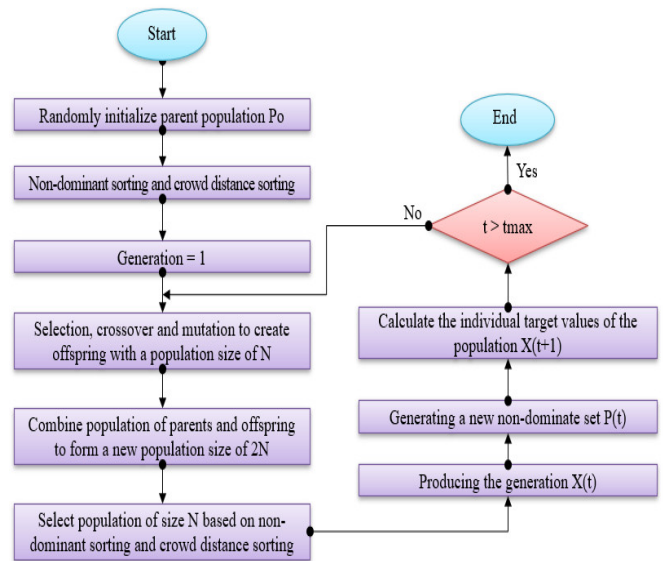 Start
Randomly initialize parent population Po
Non-dominant sorting and crowd distance sorting
Generation = 1
Selection, crossover and mutation to create
offspring with a population size of N
Combine population of parents and offspring
to form a new population size of 2N
Select population of size N based on non-
dominant sorting and crowd distance sorting
Producing the generation X(t)
Generating a new non-dominate set P(t)
Calculate the individual target values of the
population X(t+1)
t > tmax
No
Yes
End